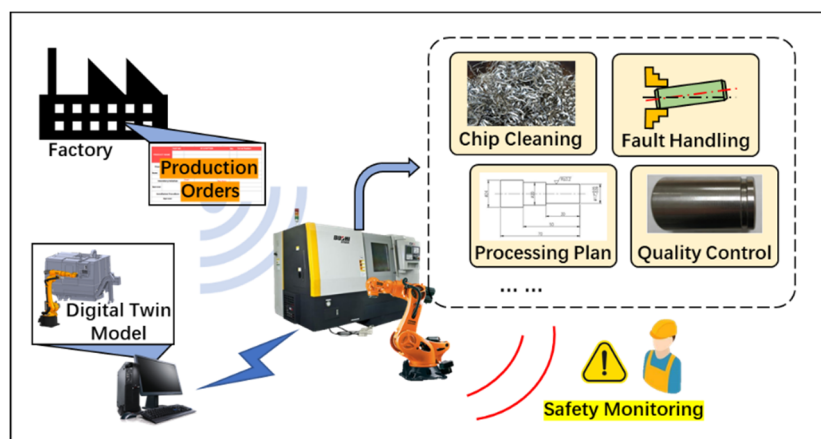 Factory
Production
Orders
Digital Twin
Model
Chip Cleaning
Fault Handling
Processing Plan
Quality Control
... ...
Safety Monitoring